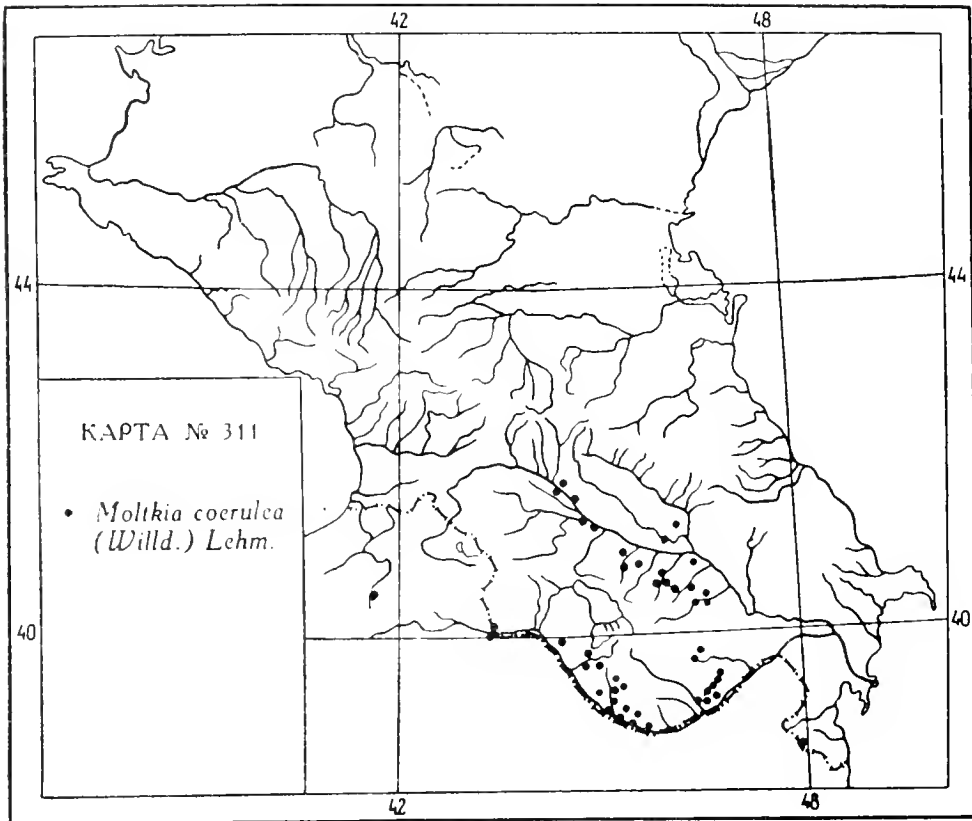 42 48
44 44
КАРТА № 311
• Moltkia coerulea
(Willd.) Lehm.
40 40
42 48